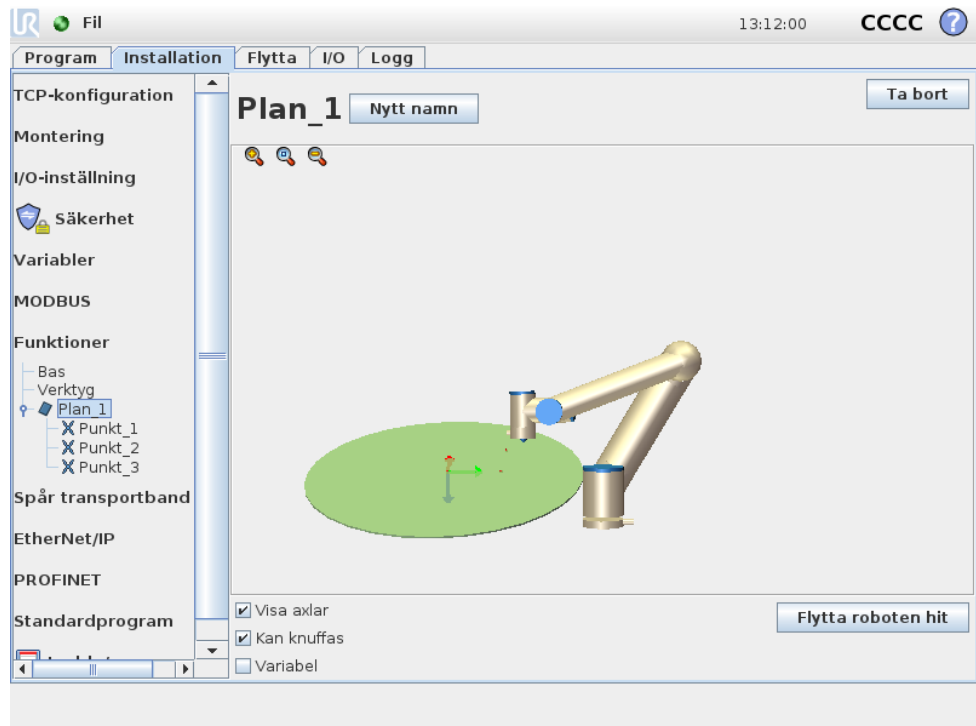 UR Fil 13:12:00 CCCC ?
Program Installation Flytta I/O Logg
TCP-konfiguration
Montering
I/O-inställning
Säkerhet
Variabler
MODBUS
Funktioner
Bas
Verktyg
Plan_1
Punkt_1
Punkt_2
Punkt_3
Spår transportband
EtherNet/IP
PROFINET
Standardprogram
Plan_1 Nytt namn Ta bort
Visa axlar
Kan knuffas
Variabel
Flytta roboten hit